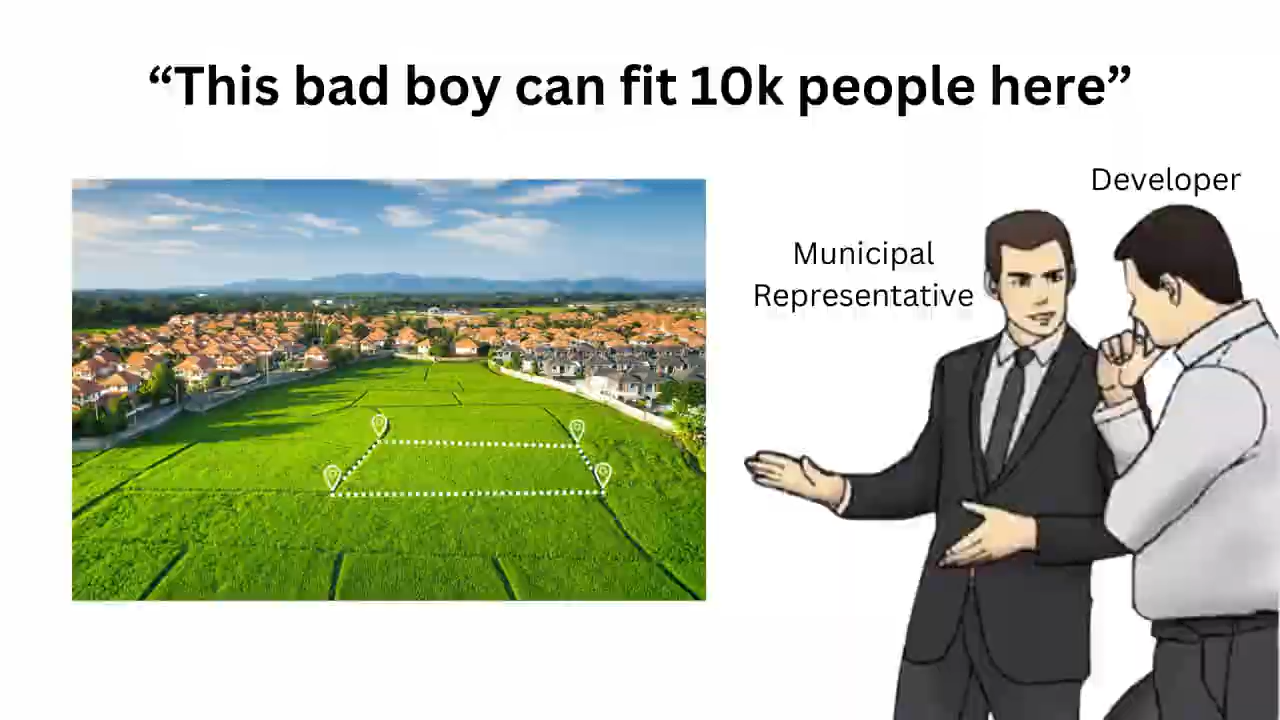 “This bad boy can fit 10k people here”
Developer
Municipal
Representative